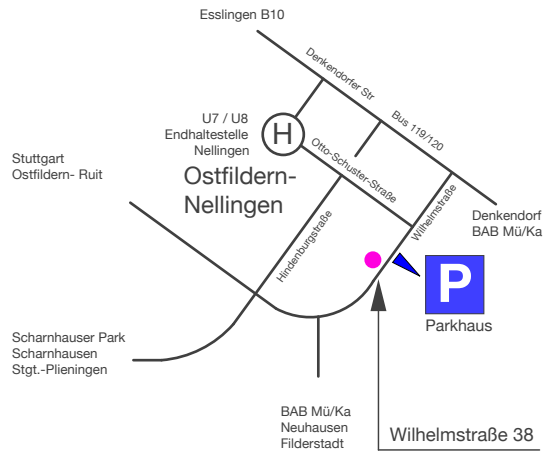 Esslingen B10
Denkendorfer Str
Bus 119/120
U7 / U8
Endhaltestelle
Nellingen
H
Otto-Schuster-Straße
Stuttgart
Ostfildern- Ruit
Ostfildern-
Nellingen
Wilhelmstraße
Denkendorf
BAB Mü/Ka
Hindenburgstraße
P
Parkhaus
Scharnhauser Park
Scharnhausen
Stgt.-Plieningen
BAB Mü/Ka
Neuhausen
Filderstadt
Wilhelmstraße 38